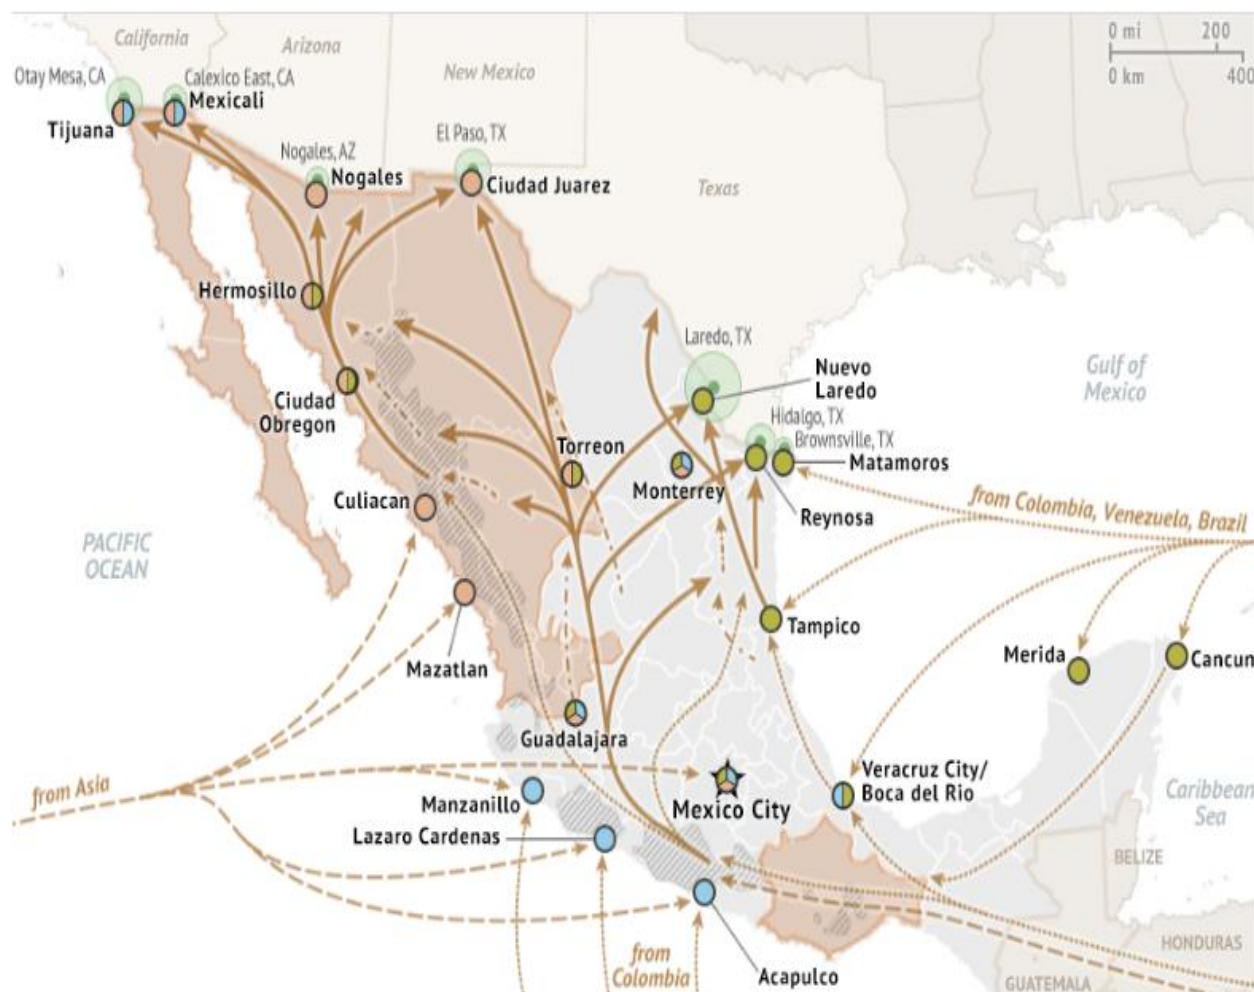 California
Arizona
New Mexico
Texas
0 mi 200
0 km 400
Otay Mesa, CA
Calexico East, CA
Mexicali
Tijuana
Nogales, AZ
Nogales
El Paso, TX
Ciudad Juarez
Hermosillo
Laredo, TX
Nuevo
Laredo
Gulf of
Mexico
Ciudad
Obregon
Hidalgo, TX
Brownsville, TX
Torreon
Matamoros
Monterrey
Culiacan
Reynosa
from Colombia, Venezuela, Brazil
PACIFIC
OCEAN
Tampico
Merida
Cancun
Mazatlan
Guadalajara
from Asia
Manzanillo
Mexico City
Veracruz City/
Boca del Rio
Caribbean
Sea
Lazaro Cardenas
BELIZE
from
Colombia
Acapulco
HONDURAS
GUATEMALA